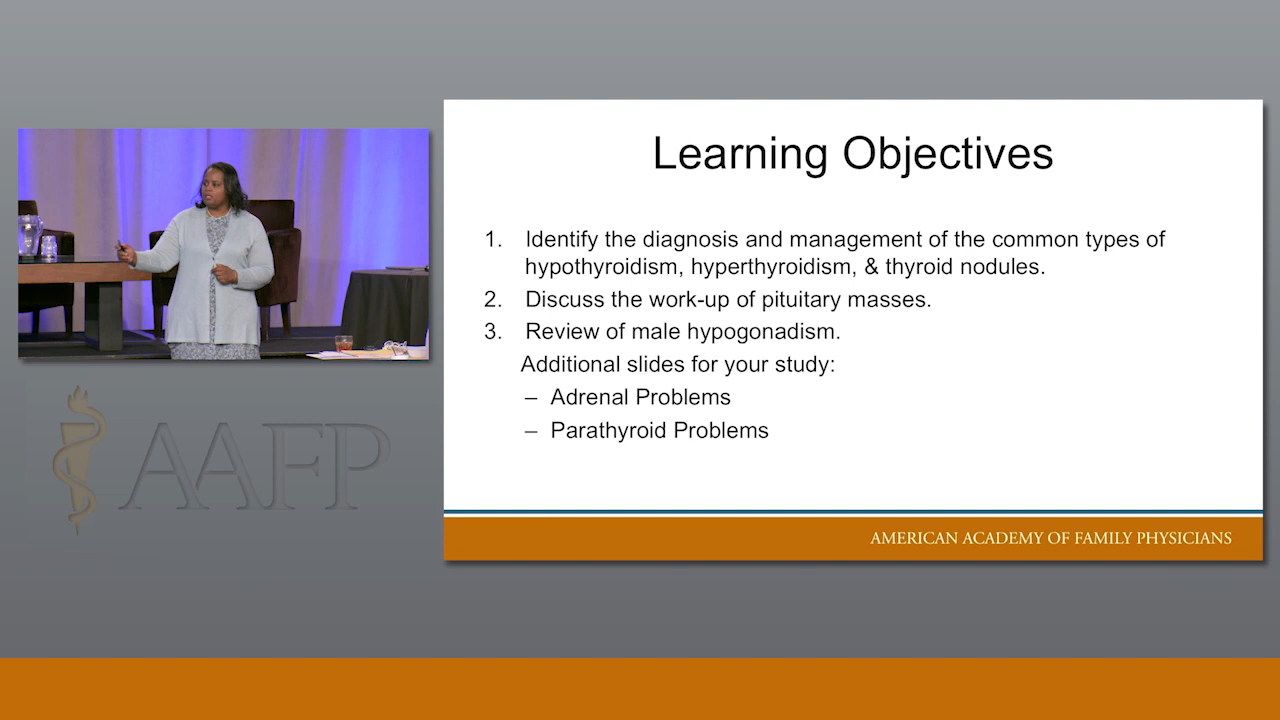 Learning Objectives
1. Identify the diagnosis and management of the common types of
hypothyroidism, hyperthyroidism, & thyroid nodules.
2. Discuss the work-up of pituitary masses.
3. Review of male hypogonadism.
Additional slides for your study:
– Adrenal Problems
– Parathyroid Problems
AAFP
AMERICAN ACADEMY OF FAMILY PHYSICIANS